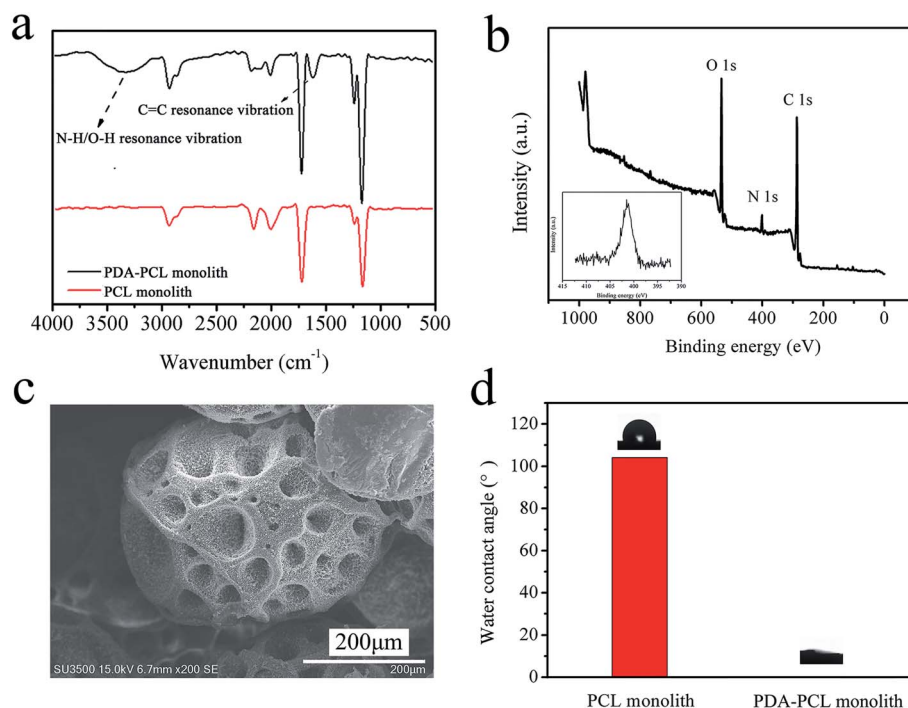 a
C=C resonance vibration
N-H/O-H resonance vibration
PDA-PCL monolith
PCL monolith
4000 3500 3000 2500 2000 1500 1000 500
Wavenumber (cm-1)
b
Intensity (a.u.)
O 1s
C 1s
N 1s
Intensity (a.u.)
415 410 405 400 395 390
Binding energy (eV)
1000 800 600 400 200 0
Binding energy (eV)
c
200μm
SU3500 15.0kV 6.7mm x200 SE
200μm
d
Water contact angle (°)
120
100
80
60
40
20
0
PCL monolith
PDA-PCL monolith